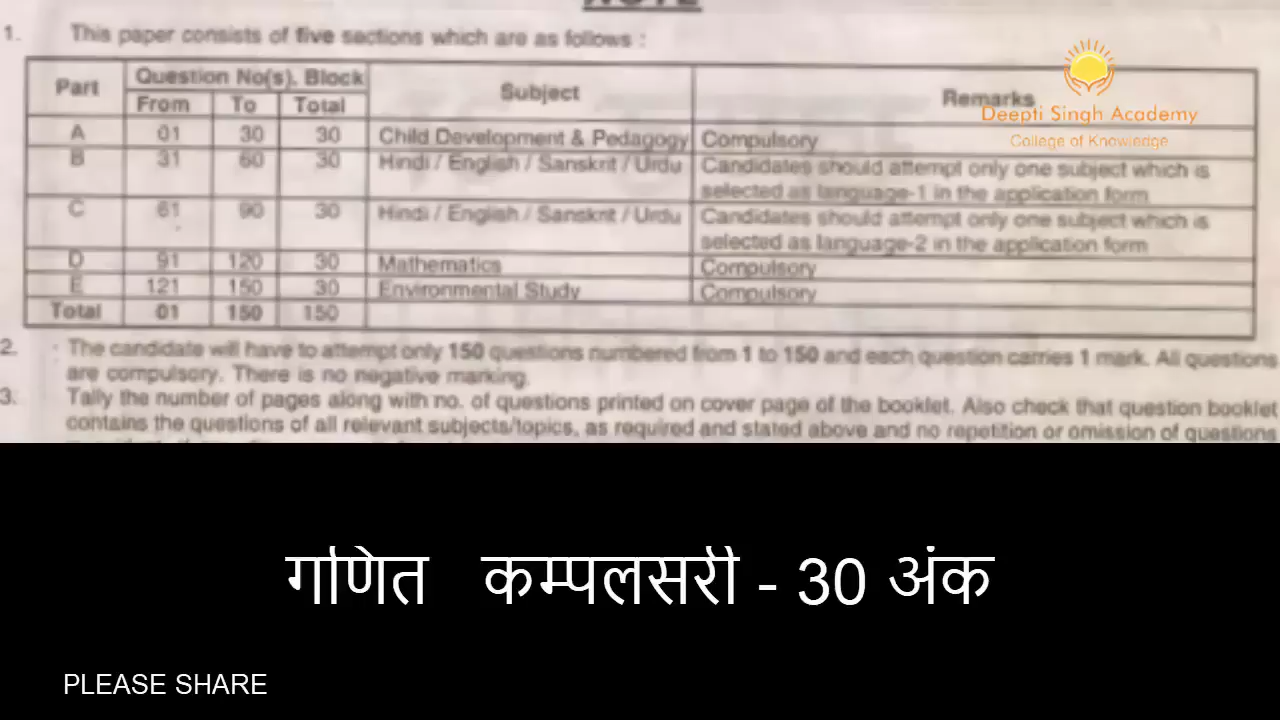 NOTE
1. This paper consists of five sections which are as follows :
Part Question No(s). Block Subject Remarks
From To Total
Deepti Singh Academy
College of Knowledge
A 01 30 30 Child Development & Pedagogy Compulsory
B 31 60 30 Hindi / English / Sanskrit / Urdu Candidates should attempt only one subject which is
selected as language-1 in the application form
C 61 90 30 Hindi / English / Sanskrit / Urdu Candidates should attempt only one subject which is
selected as language-2 in the application form
D 91 120 30 Mathematics Compulsory
E 121 150 30 Environmental Study Compulsory
Total 01 150 150
2. The candidate will have to attempt only 150 questions numbered from 1 to 150 and each question carries 1 mark. All questions
are compulsory. There is no negative marking.
3. Tally the number of pages along with no. of questions printed on cover page of the booklet. Also check that question booklet
contains the questions of all relevant subjects/topics, as required and stated above and no repetition or omission of questions
गणित कम्पलसरी - 30 अंक
PLEASE SHARE